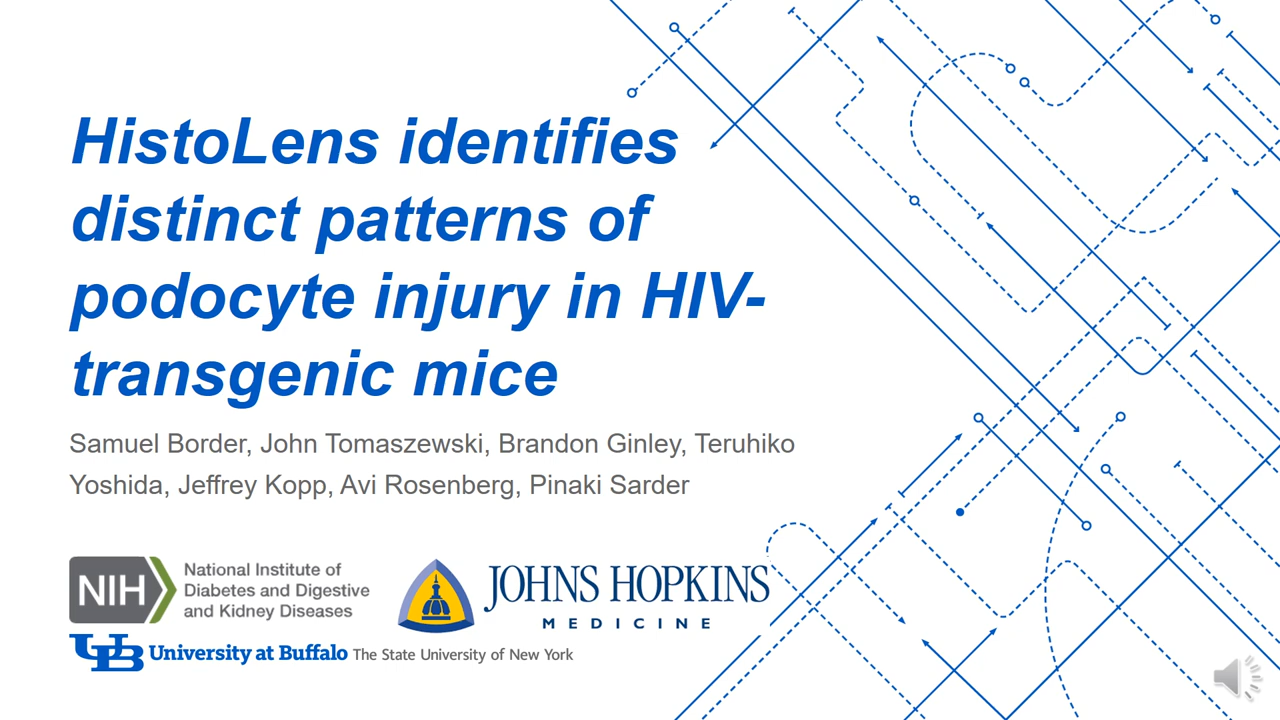 HistoLens identifies
distinct patterns of
podocyte injury in HIV-
transgenic mice
Samuel Border, John Tomaszewski, Brandon Ginley, Teruhiko
Yoshida, Jeffrey Kopp, Avi Rosenberg, Pinaki Sarder
NIH
National Institute of
Diabetes and Digestive
and Kidney Diseases
JOHNS HOPKINS
MEDICINE
UB University at Buffalo The State University of New York